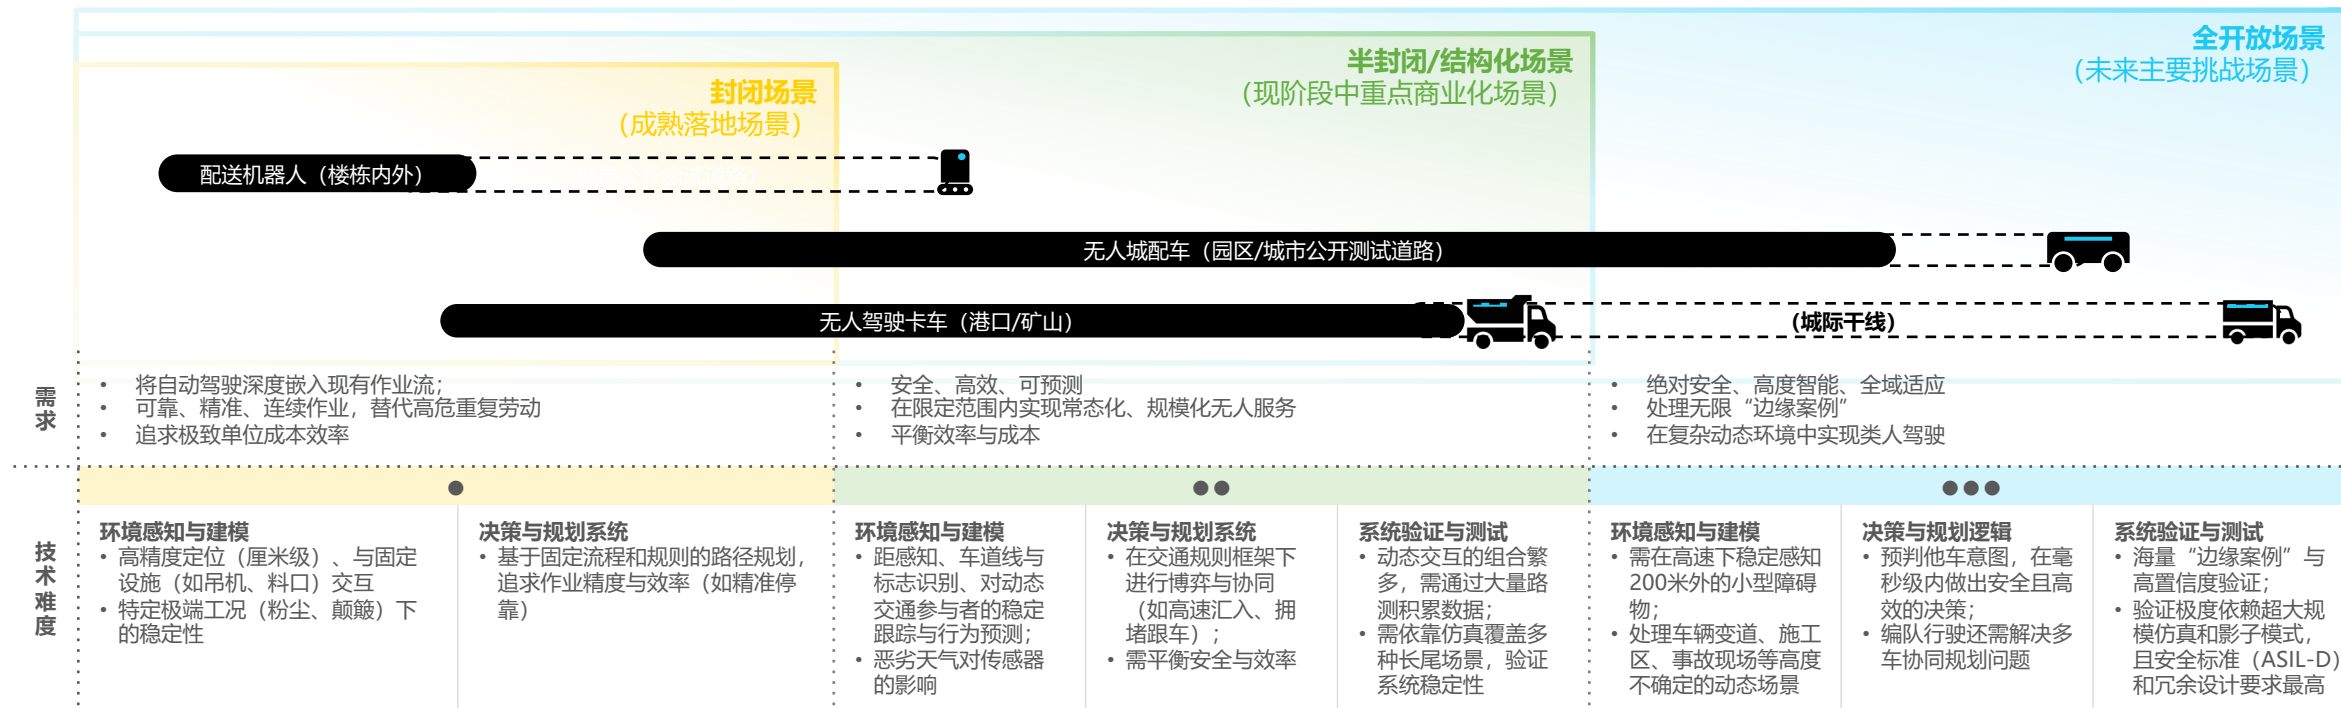 全开放场景
（未来主要挑战场景）
半封闭/结构化场景
（现阶段中重点商业化场景）
封闭场景
（成熟落地场景）
配送机器人（楼栋内外）
无人城配车（园区/城市公开测试道路）
无人驾驶卡车（港口/矿山）
（城际干线）
需求
• 将自动驾驶深度嵌入现有作业流；
• 可靠、精准、连续作业，替代高危重复劳动
• 追求极致单位成本效率
• 安全、高效、可预测
• 在限定范围内实现常态化、规模化无人服务
• 平衡效率与成本
• 绝对安全、高度智能、全域适应
• 处理无限“边缘案例”
• 在复杂动态环境中实现类人驾驶
技术难度
环境感知与建模
• 高精度定位（厘米级）、与固定
设施（如吊机、料口）交互
• 特定极端工况（粉尘、颠簸）下
的稳定性
决策与规划系统
• 基于固定流程和规则的路径规划，
追求作业精度与效率（如精准停
靠）
环境感知与建模
• 距感知、车道线与
标志识别、对动态
交通参与者的稳定
跟踪与行为预测；
• 恶劣天气对传感器
的影响
决策与规划系统
• 在交通规则框架下
进行博弈与协同
（如高速汇入、拥
堵跟车）；
• 需平衡安全与效率
系统验证与测试
• 动态交互的组合繁
多，需通过大量路
测积累数据；
• 需依靠仿真覆盖多
种长尾场景，验证
系统稳定性
环境感知与建模
• 需在高速下稳定感知
200米外的小型障碍
物；
• 处理车辆变道、施工
区、事故现场等高度
不确定的动态场景
决策与规划逻辑
• 预判他车意图，在毫
秒级内做出安全且高
效的决策；
• 编队行驶还需解决多
车协同规划问题
系统验证与测试
• 海量“边缘案例”与
高置信度验证；
• 验证极度依赖超大规
模仿真和影子模式，
且安全标准（ASIL-D）
和冗余设计要求最高